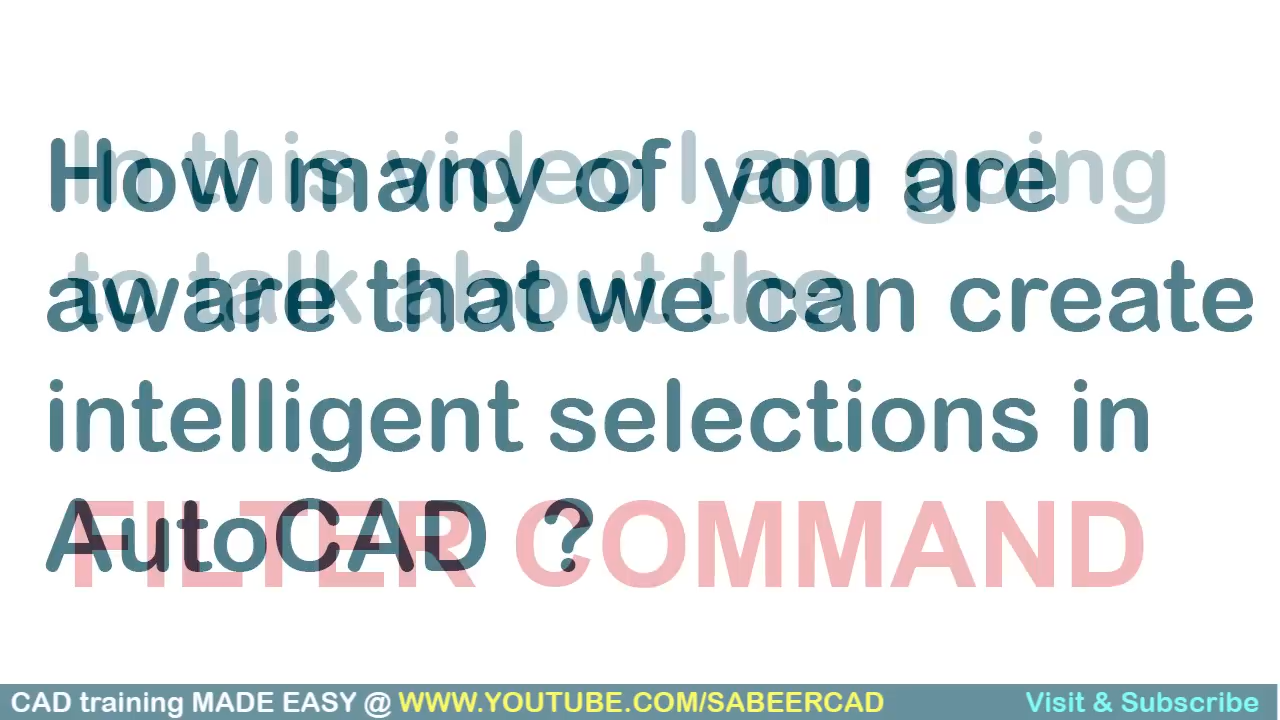 How many of you are
aware that we can create
intelligent selections in
AutoCAD ?
In this video I am going
to talk about the
FILTER COMMAND
CAD training MADE EASY @ WWW.YOUTUBE.COM/SABEERCAD
Visit & Subscribe